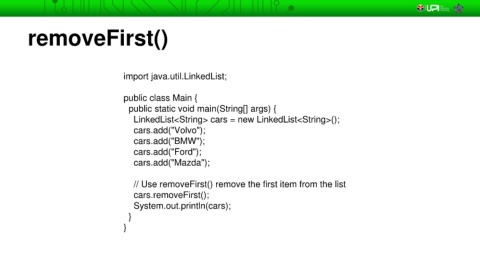 UPI
removeFirst()
import java.util.LinkedList;
public class Main {
public static void main(String[] args) {
LinkedList<String> cars = new LinkedList<String>();
cars.add("Volvo");
cars.add("BMW");
cars.add("Ford");
cars.add("Mazda");
// Use removeFirst() remove the first item from the list
cars.removeFirst();
System.out.println(cars);
}
}